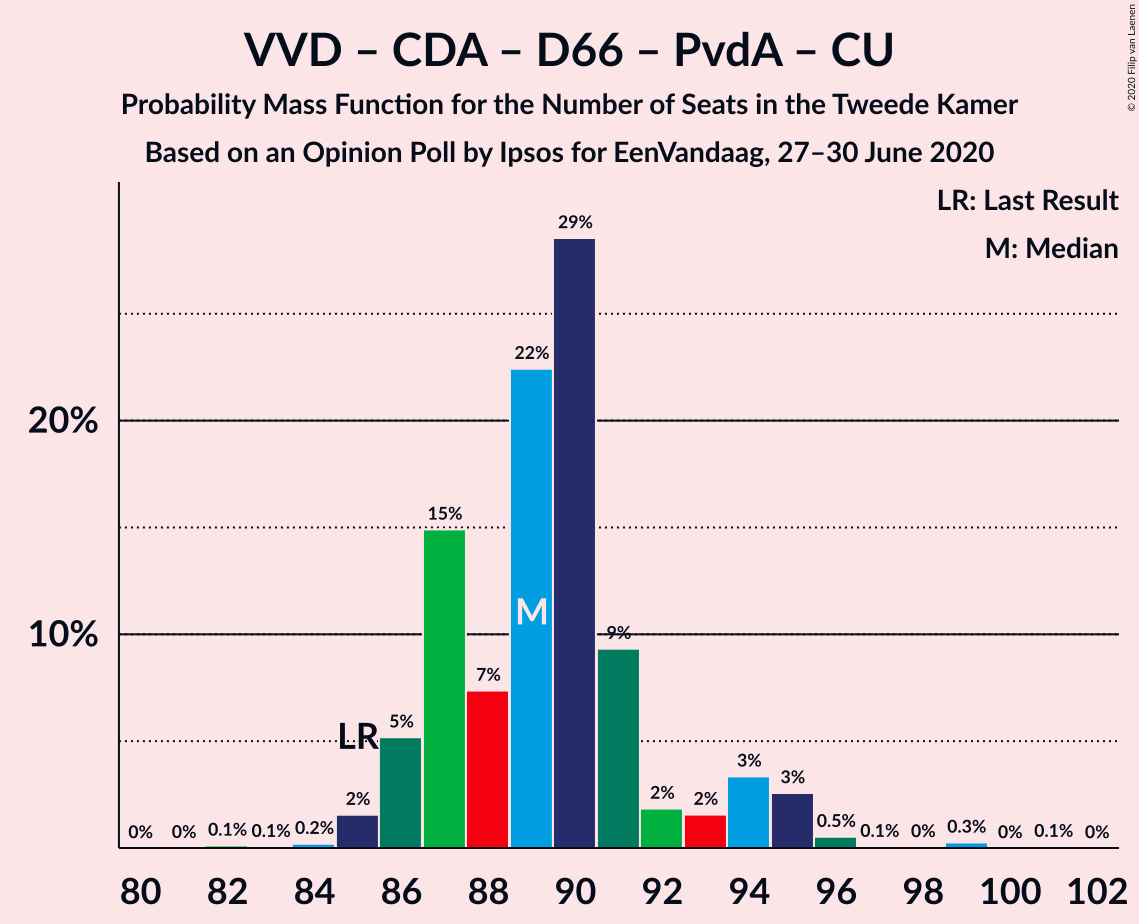 VVD – CDA – D66 – PvdA – CU
Probability Mass Function for the Number of Seats in the Tweede Kamer
Based on an Opinion Poll by Ipsos for EenVandaag, 27–30 June 2020
© 2020 Filip van Laenen
LR: Last Result
M: Median
29%
22%
20%
15%
M
10%
9%
7%
LR
5%
3%
3%
2%
2%
2%
0% 0% 0.1% 0.1% 0.2% 0.5% 0.1% 0% 0.3% 0% 0.1% 0%
80 82 84 86 88 90 92 94 96 98 100 102